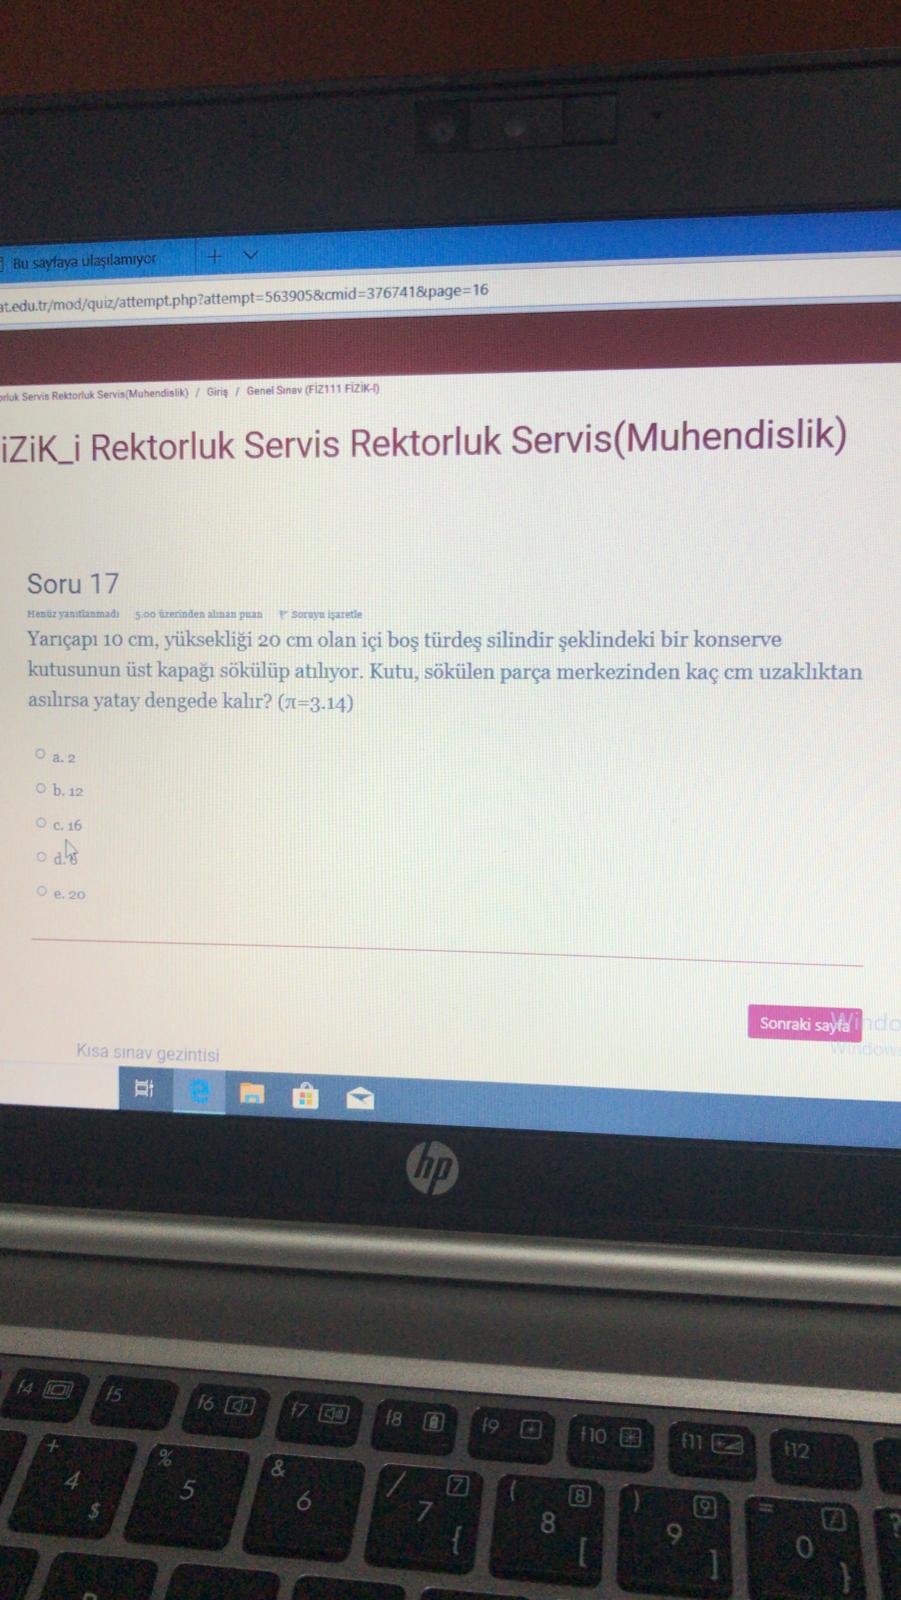 Bu sayfaya ulaşılamıyor
at.edu.tr/mod/quiz/attempt.php?attempt=563905&cmid=376741&page=16
orluk Servis Rektorluk Servis(Muhendislik) / Giriş / Genel Sınav (FİZ111 FİZİK-I)
iZiK_i Rektorluk Servis Rektorluk Servis(Muhendislik)
Soru 17
Henüz yanıtlanmadı 5.00 üzerinden alınan puan Soruyu işaretle
Yarıçapı 10 cm, yüksekliği 20 cm olan içi boş türdeş silindir şeklindeki bir konserve
kutusunun üst kapağı sökülüp atılıyor. Kutu, sökülen parça merkezinden kaç cm uzaklıktan
asılırsa yatay dengede kalır? (π=3.14)
a. 2
b. 12
c. 16
d.
e. 20
Sonraki sayfa
Windo
Windows
Kısa sınav gezintisi
hp
f4 f5 f6 f7 f8 f9 f10 f11 f12
+ 4 $ % 5 & 6 / 7 7 { ( 8 8 [ ) 9 9 ] = 0 }